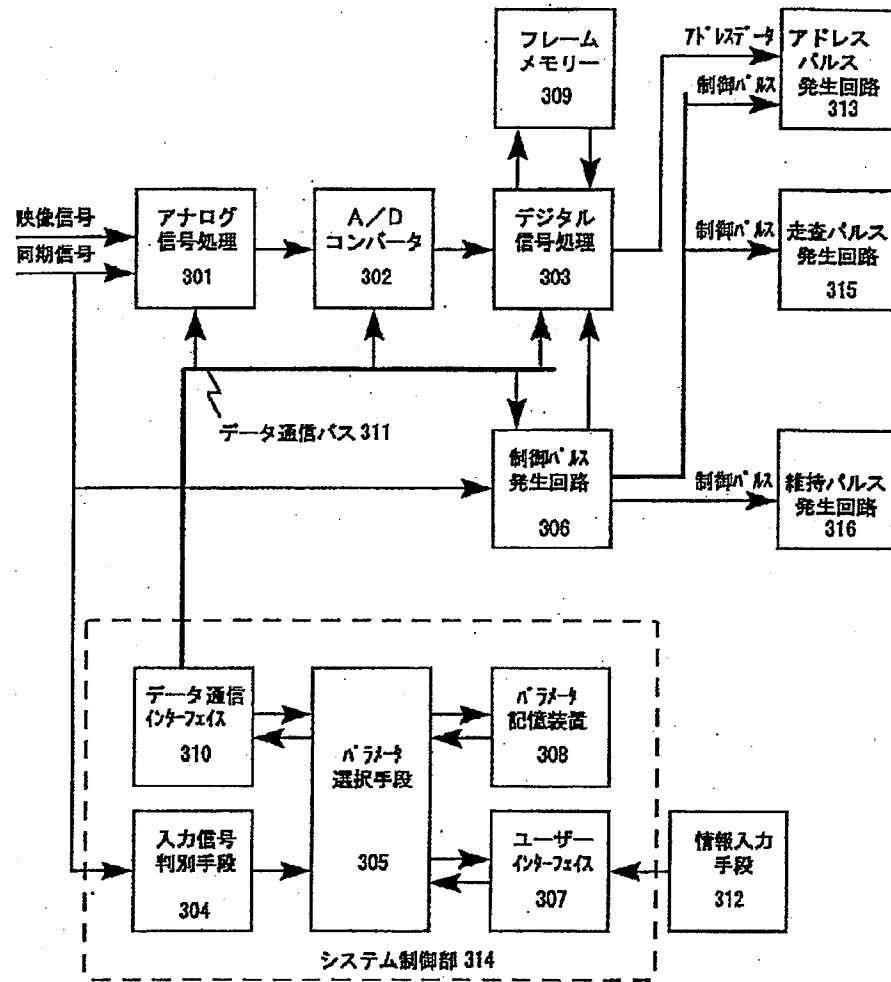 フレーム
メモリー
309
アドレスデータ
制御パルス
アドレス
パルス
発生回路
313
映像信号
同期信号
アナログ
信号処理
301
A/D
コンバータ
302
デジタル
信号処理
303
制御パルス
走査パルス
発生回路
315
データ通信バス311
制御パルス
発生回路
306
制御パルス
維持パルス
発生回路
316
データ通信
インターフェイス
310
パラメータ
選択手段
305
パラメータ
記憶装置
308
入力信号
判別手段
304
ユーザー
インターフェイス
307
情報入力
手段
312
システム制御部314